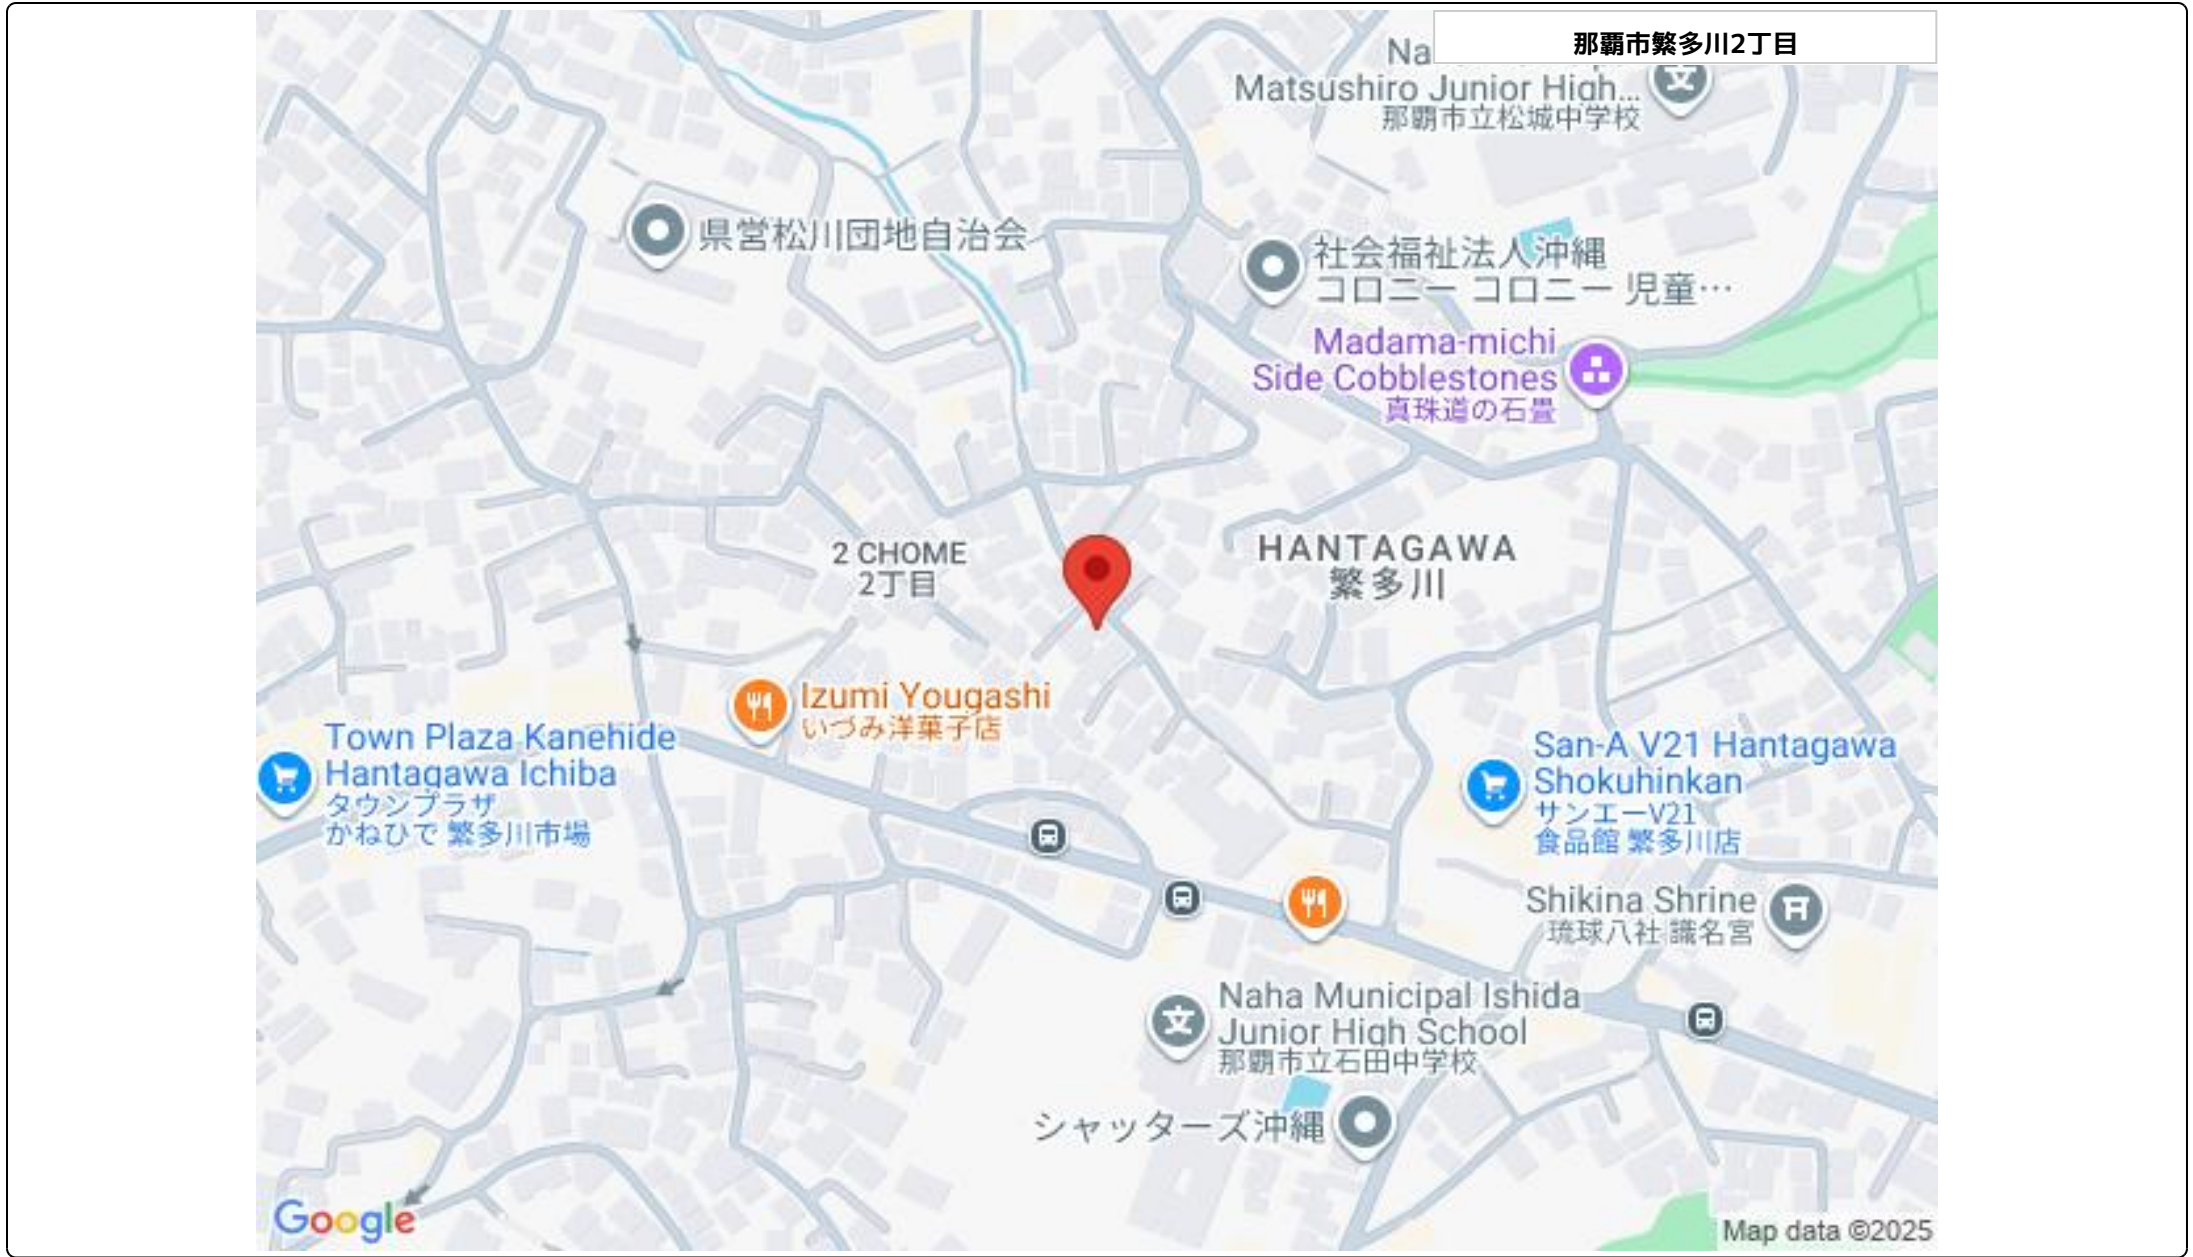 那覇市繁多川2丁目
Na
Matsushiro Junior High...
那覇市立松城中学校
県営松川団地自治会
社会福祉法人沖縄
コロニー コロニー 児童…
Madama-michi
Side Cobblestones
真珠道の石畳
2 CHOME
2丁目
HANTAGAWA
繁多川
Izumi Yougashi
いづみ洋菓子店
Town Plaza Kanehide
Hantagawa Ichiba
タウンプラザ
かねひで 繁多川市場
San-A V21 Hantagawa
Shokuhinkan
サンエーV21
食品館 繁多川店
Shikina Shrine
琉球八社 識名宮
Naha Municipal Ishida
Junior High School
那覇市立石田中学校
シャッターズ沖縄
Google
Map data ©2025